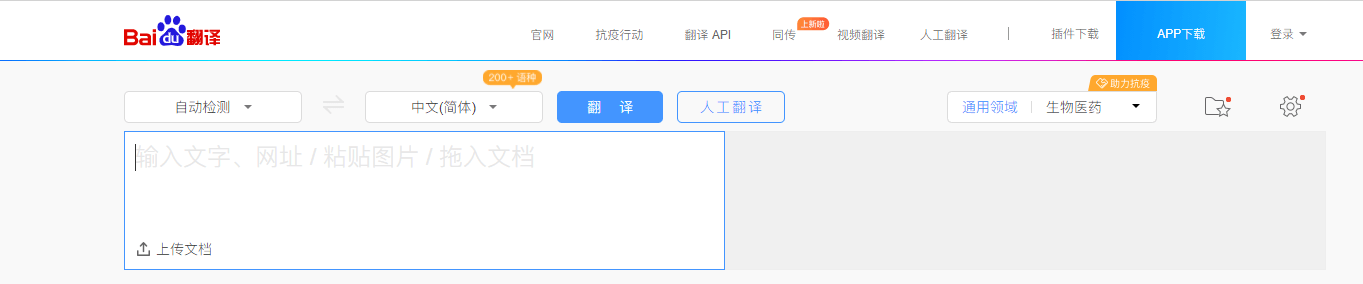 Baidu翻译
官网
抗疫行动
翻译 API
同传
上新啦
视频翻译
人工翻译
插件下载
APP下载
登录
200+ 语种
助力抗疫
自动检测
中文(简体)
翻 译
人工翻译
通用领域
生物医药
输入文字、网址 / 粘贴图片 / 拖入文档
上传文档